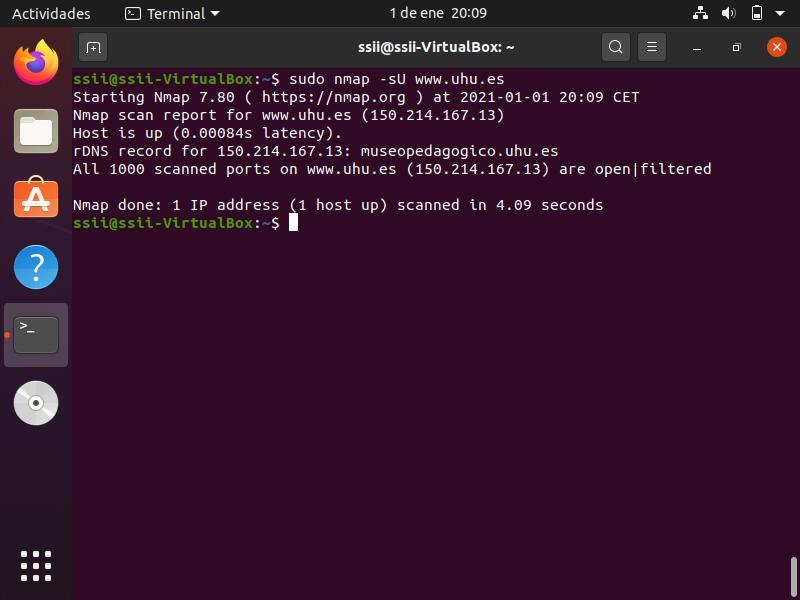 Actividades Terminal 1 de ene 20:09
ssii@ssii-VirtualBox: ~
ssii@ssii-VirtualBox:~$ sudo nmap -sU www.uhu.es
Starting Nmap 7.80 ( https://nmap.org ) at 2021-01-01 20:09 CET
Nmap scan report for www.uhu.es (150.214.167.13)
Host is up (0.00084s latency).
rDNS record for 150.214.167.13: museopedagogico.uhu.es
All 1000 scanned ports on www.uhu.es (150.214.167.13) are open|filtered
Nmap done: 1 IP address (1 host up) scanned in 4.09 seconds
ssii@ssii-VirtualBox:~$